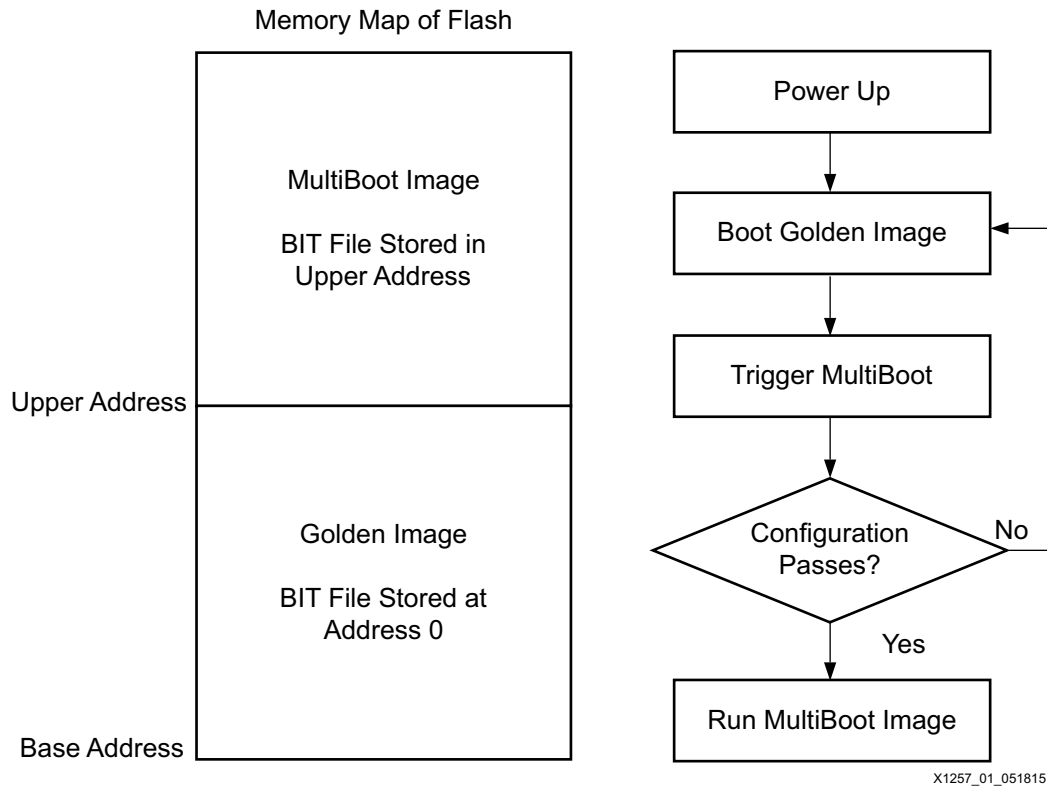 Memory Map of Flash
MultiBoot Image
BIT File Stored in
Upper Address
Upper Address
Golden Image
BIT File Stored at
Address 0
Base Address
Power Up
Boot Golden Image
Trigger MultiBoot
Configuration
Passes?
No
Yes
Run MultiBoot Image
X1257_01_051815